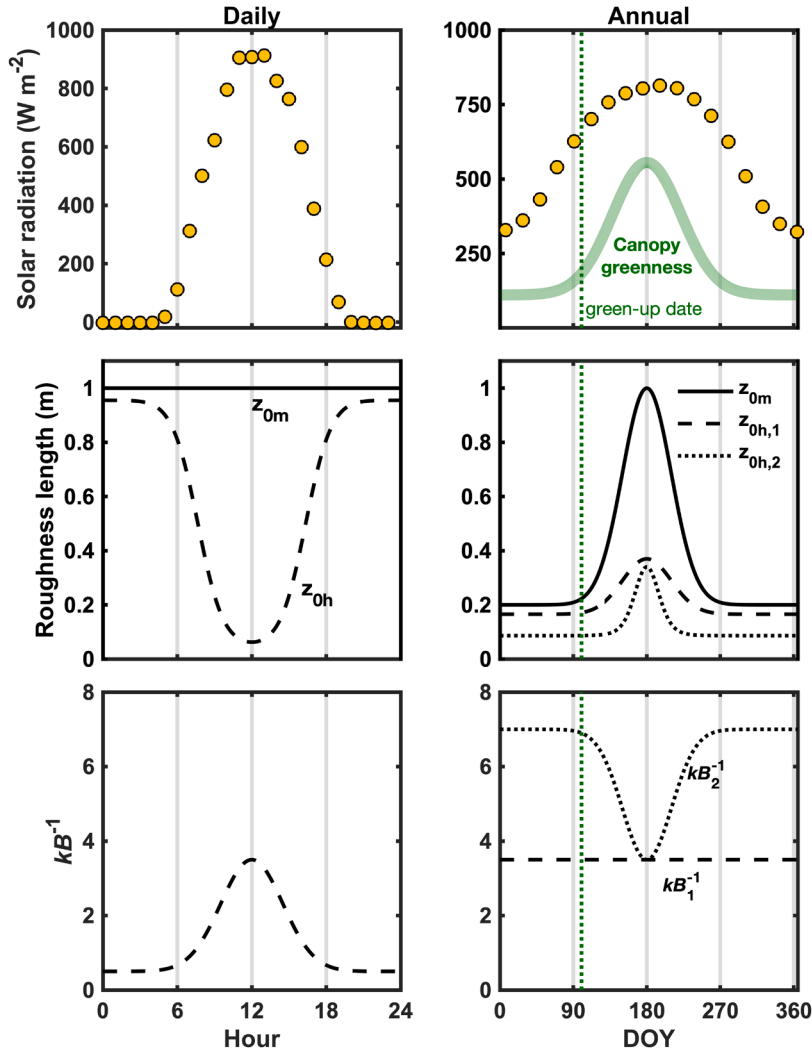 Daily
Annual
Solar radiation (W m⁻²)
1000
800
600
400
200
0
1000
750
500
250
Canopy
greenness
green-up date
Roughness length (m)
1
0.8
0.6
0.4
0.2
0
z₀ₘ
z₀ₕ
1
0.8
0.6
0.4
0.2
0
z₀ₘ
z₀ₕ,₁
z₀ₕ,₂
kB⁻¹
8
6
4
2
0
0 6 12 18 24
Hour
8
6
4
2
0
kB₂⁻¹
kB₁⁻¹
0 90 180 270 360
DOY